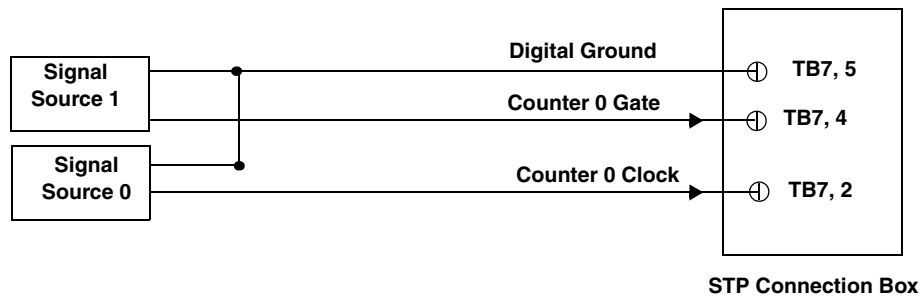 Digital Ground
Signal
Source 1
TB7, 5
Counter 0 Gate
TB7, 4
Signal
Source 0
Counter 0 Clock
TB7, 2
STP Connection Box